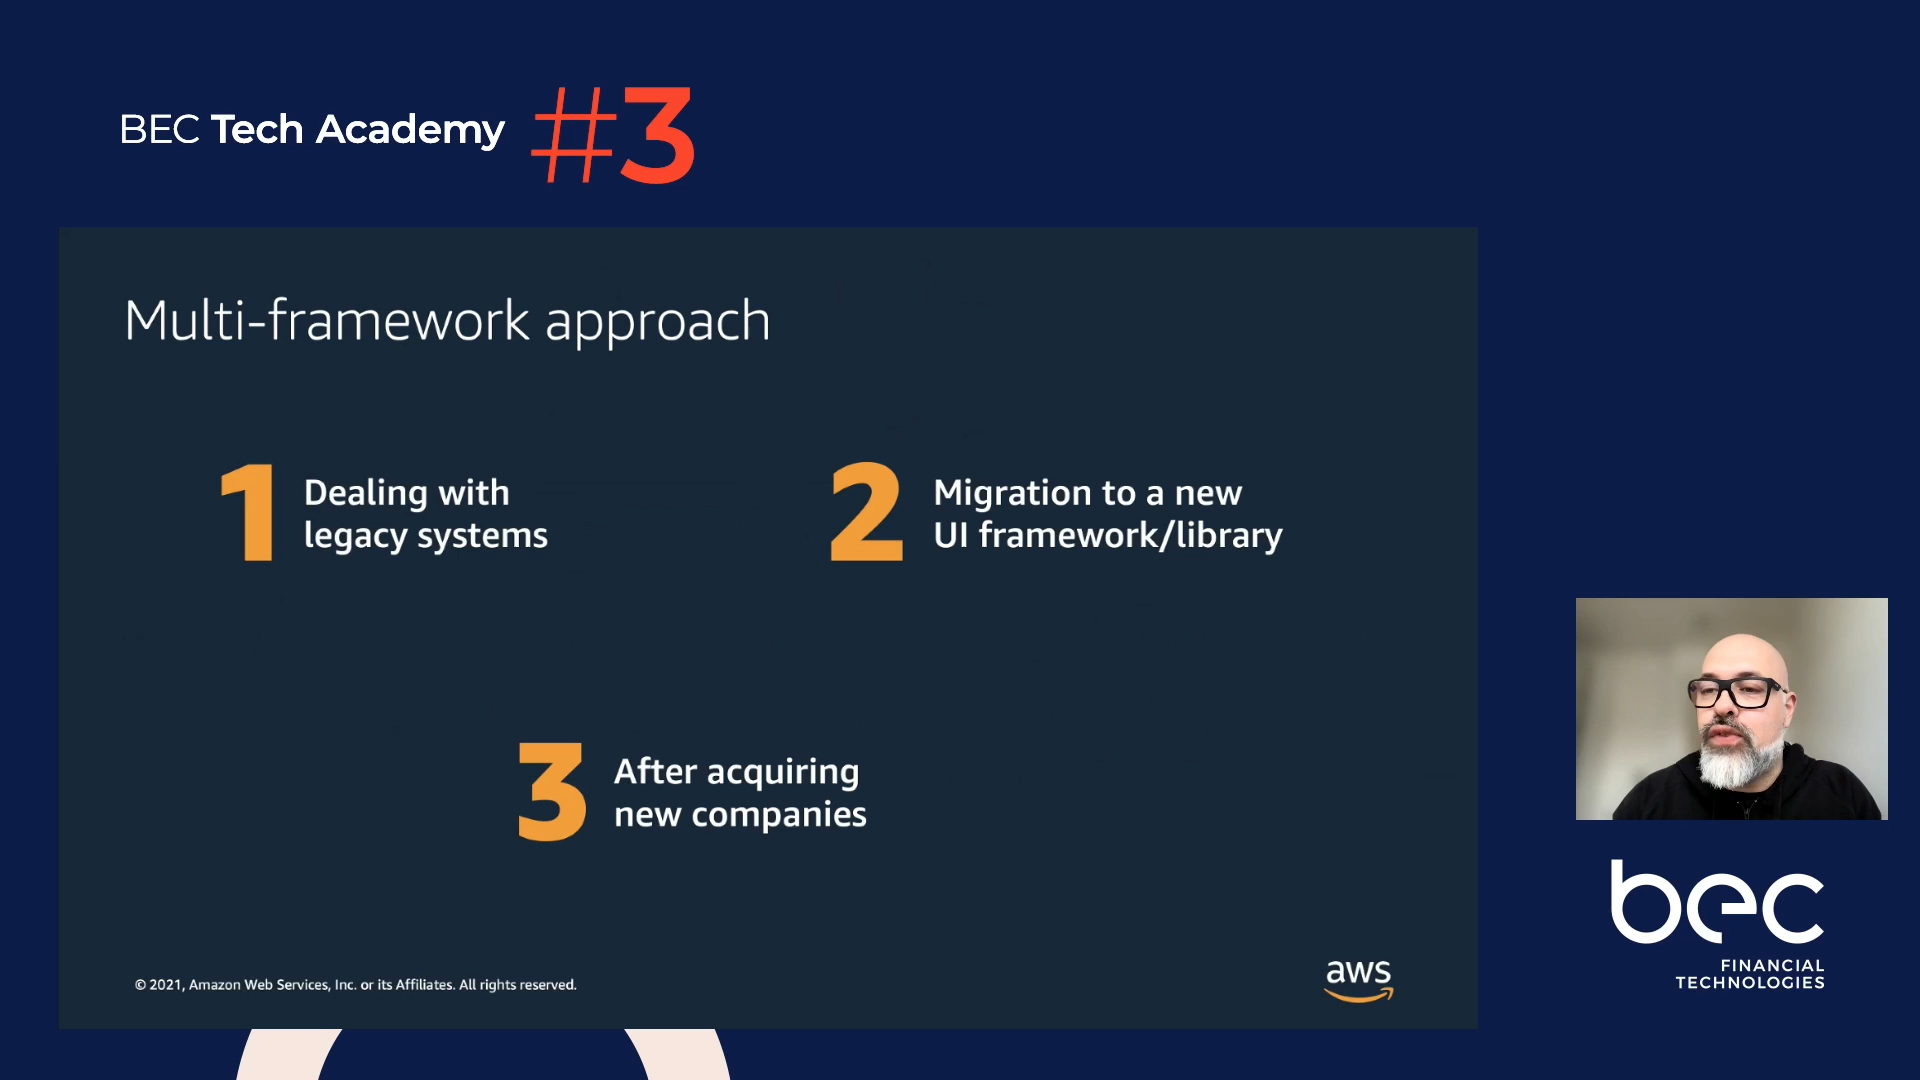 BEC Tech Academy #3
Multi-framework approach
1 Dealing with
legacy systems
2 Migration to a new
UI framework/library
3 After acquiring
new companies
© 2021, Amazon Web Services, Inc. or its Affiliates. All rights reserved.
aws
bec
FINANCIAL
TECHNOLOGIES